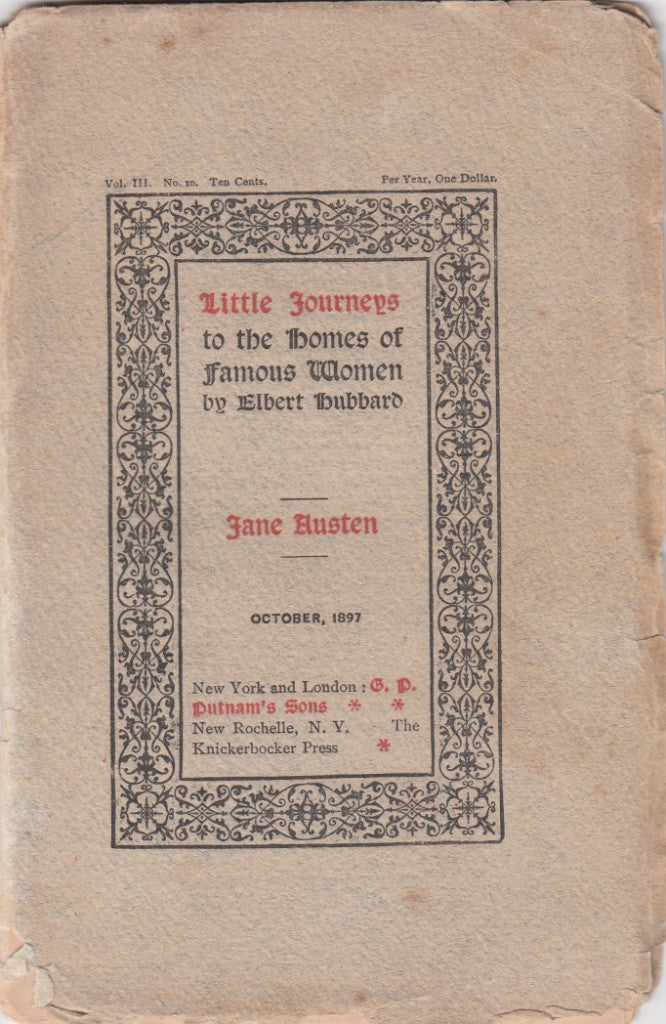 Vol. III. No. 10. Ten Cents. Per Year, One Dollar.
Little Journeys
to the Homes of
Famous Women
by Elbert Hubbard
Jane Austen
OCTOBER, 1897
New York and London : G. P.
Putnam's Sons * *
New Rochelle, N. Y. The
Knickerbocker Press *